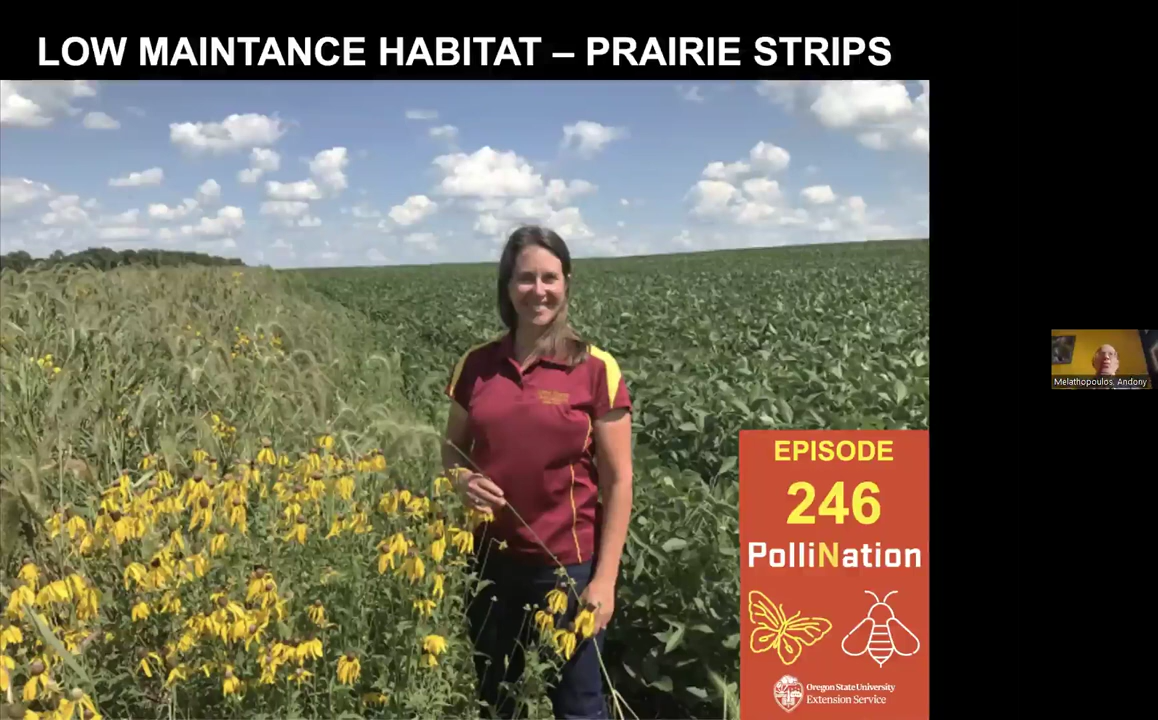 LOW MAINTANCE HABITAT – PRAIRIE STRIPS
EPISODE
246
PolliNation
Oregon State University
Extension Service
Melathopoulos, Andony